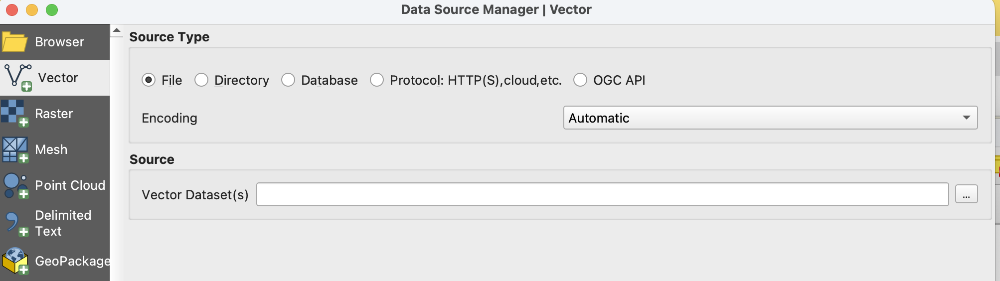 Data Source Manager | Vector
Browser
Vector
Raster
Mesh
Point Cloud
Delimited
Text
GeoPackage
Source Type
File Directory Database Protocol: HTTP(S),cloud,etc. OGC API
Encoding Automatic
Source
Vector Dataset(s) ...